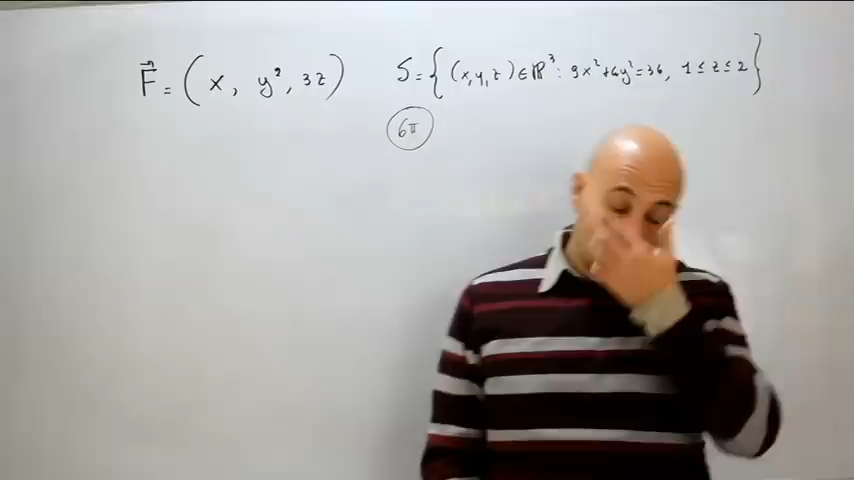 F⃗ = (x, y², 3z) S = {(x,y,z) ∈ ℝ³: 9x²+4y²=36, 1≤z≤2}
6π